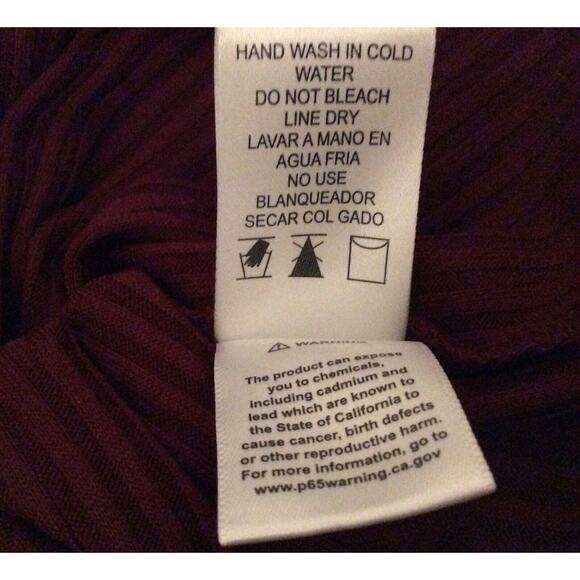 HAND WASH IN COLD
WATER
DO NOT BLEACH
LINE DRY
LAVAR A MANO EN
AGUA FRIA
NO USE
BLANQUEADOR
SECAR COL GADO
WARNING
The product can expose
you to chemicals,
including cadmium and
lead which are known to
the State of California to
cause cancer, birth defects
or other reproductive harm.
For more information, go to
www.p65warning.ca.gov